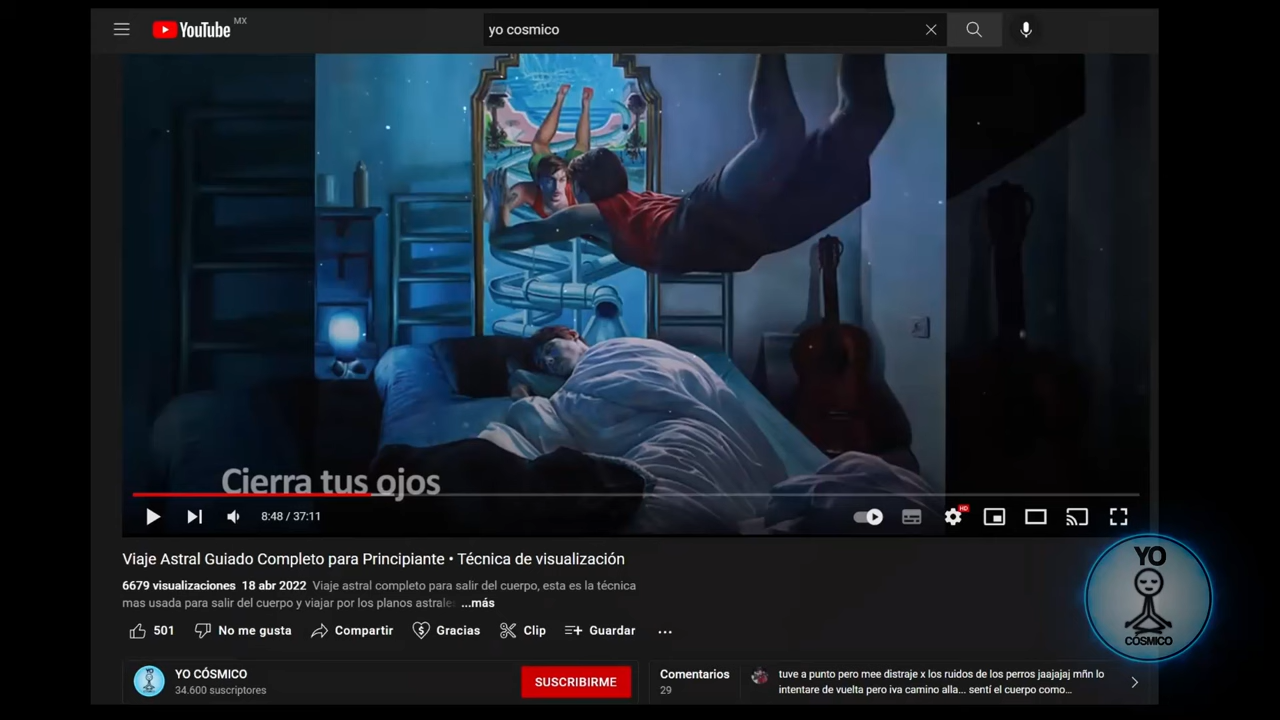 YouTube MX
yo cosmico
Cierra tus ojos
8:48 / 37:11
HD
Viaje Astral Guiado Completo para Principiante • Técnica de visualización
6679 visualizaciones 18 abr 2022 Viaje astral completo para salir del cuerpo, esta es la técnica
mas usada para salir del cuerpo y viajar por los planos astrales ...más
501 No me gusta Compartir Gracias Clip Guardar ...
YO CÓSMICO
34.600 suscriptores
SUSCRIBIRME
Comentarios
29
tuve a punto pero mee distraje x los ruidos de los perros jaajajaj mñn lo
intentare de vuelta pero iva camino alla... sentí el cuerpo como...
YO
CÓSMICO
YO
CÓSMICO